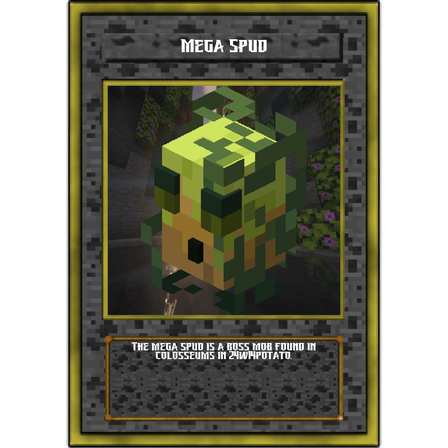 MEGA SPUD
THE MEGA SPUD IS A BOSS MOB FOUND IN
COLOSSEUMS IN 24W14POTATO